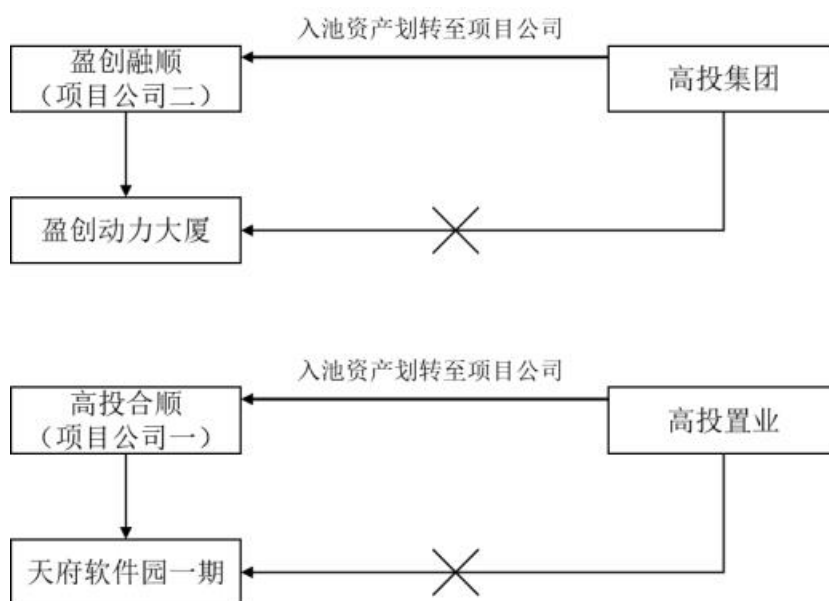 入池资产划转至项目公司
盈创融顺
（项目公司二）
高投集团
盈创动力大厦
入池资产划转至项目公司
高投合顺
（项目公司一）
高投置业
天府软件园一期